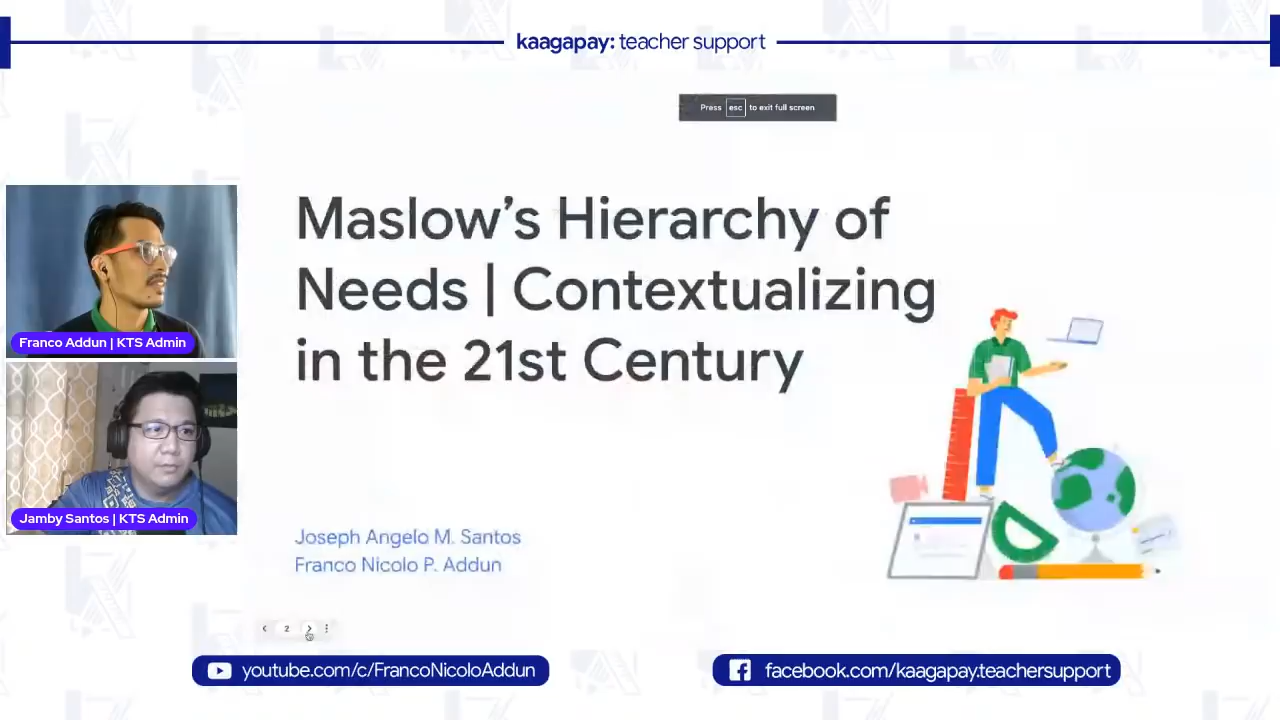 kaagapay: teacher support
Press esc to exit full screen
Maslow's Hierarchy of
Needs | Contextualizing
in the 21st Century
Franco Addun | KTS Admin
Jamby Santos | KTS Admin
Joseph Angelo M. Santos
Franco Nicolo P. Addun
2
youtube.com/c/FrancoNicoloAddun
facebook.com/kaagapay.teachersupport